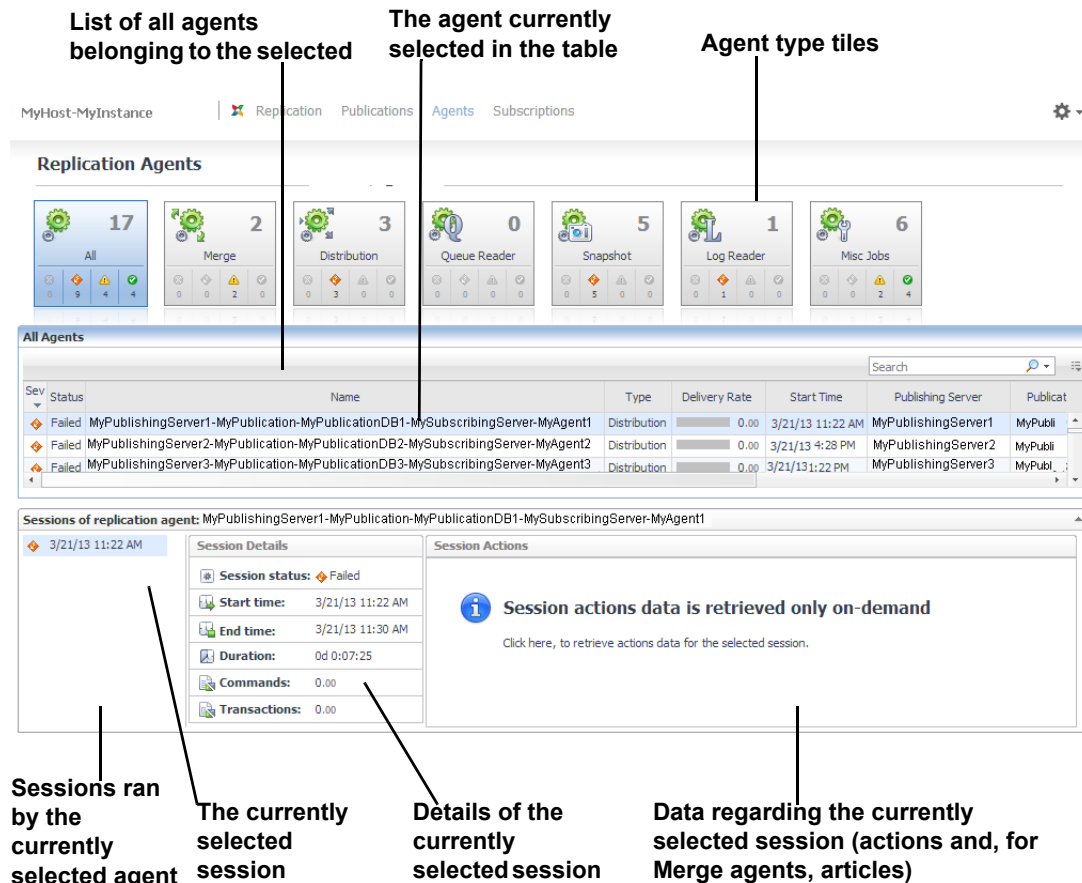 List of all agents
belonging to the selected
The agent currently
selected in the table
Agent type tiles
MyHost-MyInstance
Replication Publications Agents Subscriptions
Replication Agents
17 2 3 0 5 1 6
All Merge Distribution Queue Reader Snapshot Log Reader Misc Jobs
0 9 4 4 0 0 2 0 0 3 0 0 0 0 0 0 0 5 0 0 0 1 0 0 0 0 2 4
All Agents
Search
Sev Status Name Type Delivery Rate Start Time Publishing Server Publicat
Failed MyPublishingServer1-MyPublication-MyPublicationDB1-MySubscribingServer-MyAgent1 Distribution 0.00 3/21/13 11:22 AM MyPublishingServer1 MyPubli
Failed MyPublishingServer2-MyPublication-MyPublicationDB2-MySubscribingServer-MyAgent2 Distribution 0.00 3/21/13 4:28 PM MyPublishingServer2 MyPubli
Failed MyPublishingServer3-MyPublication-MyPublicationDB3-MySubscribingServer-MyAgent3 Distribution 0.00 3/21/131:22 PM MyPublishingServer3 MyPubl
Sessions of replication agent: MyPublishingServer1-MyPublication-MyPublicationDB1-MySubscribingServer-MyAgent1
3/21/13 11:22 AM
Session Details
Session status: Failed
Start time: 3/21/13 11:22 AM
End time: 3/21/13 11:30 AM
Duration: 0d 0:07:25
Commands: 0.00
Transactions: 0.00
Session Actions
Session actions data is retrieved only on-demand
Click here, to retrieve actions data for the selected session.
Sessions ran
by the
currently
selected agent
The currently
selected
session
Details of the
currently
selected session
Data regarding the currently
selected session (actions and, for
Merge agents, articles)